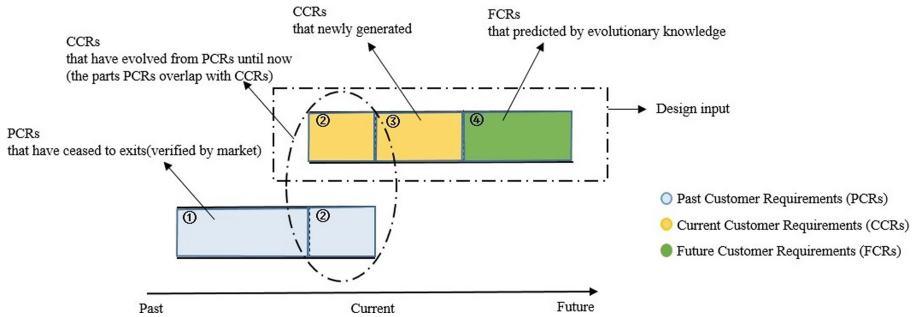 CCRs
that newly generated
FCRs
that predicted by evolutionary knowledge
CCRs
that have evolved from PCRs until now
(the parts PCRs overlap with CCRs)
② ③ ④
Design input
PCRs
that have ceased to exits(verified by market)
① ②
Past Customer Requirements (PCRs)
Current Customer Requirements (CCRs)
Future Customer Requirements (FCRs)
Past Current Future